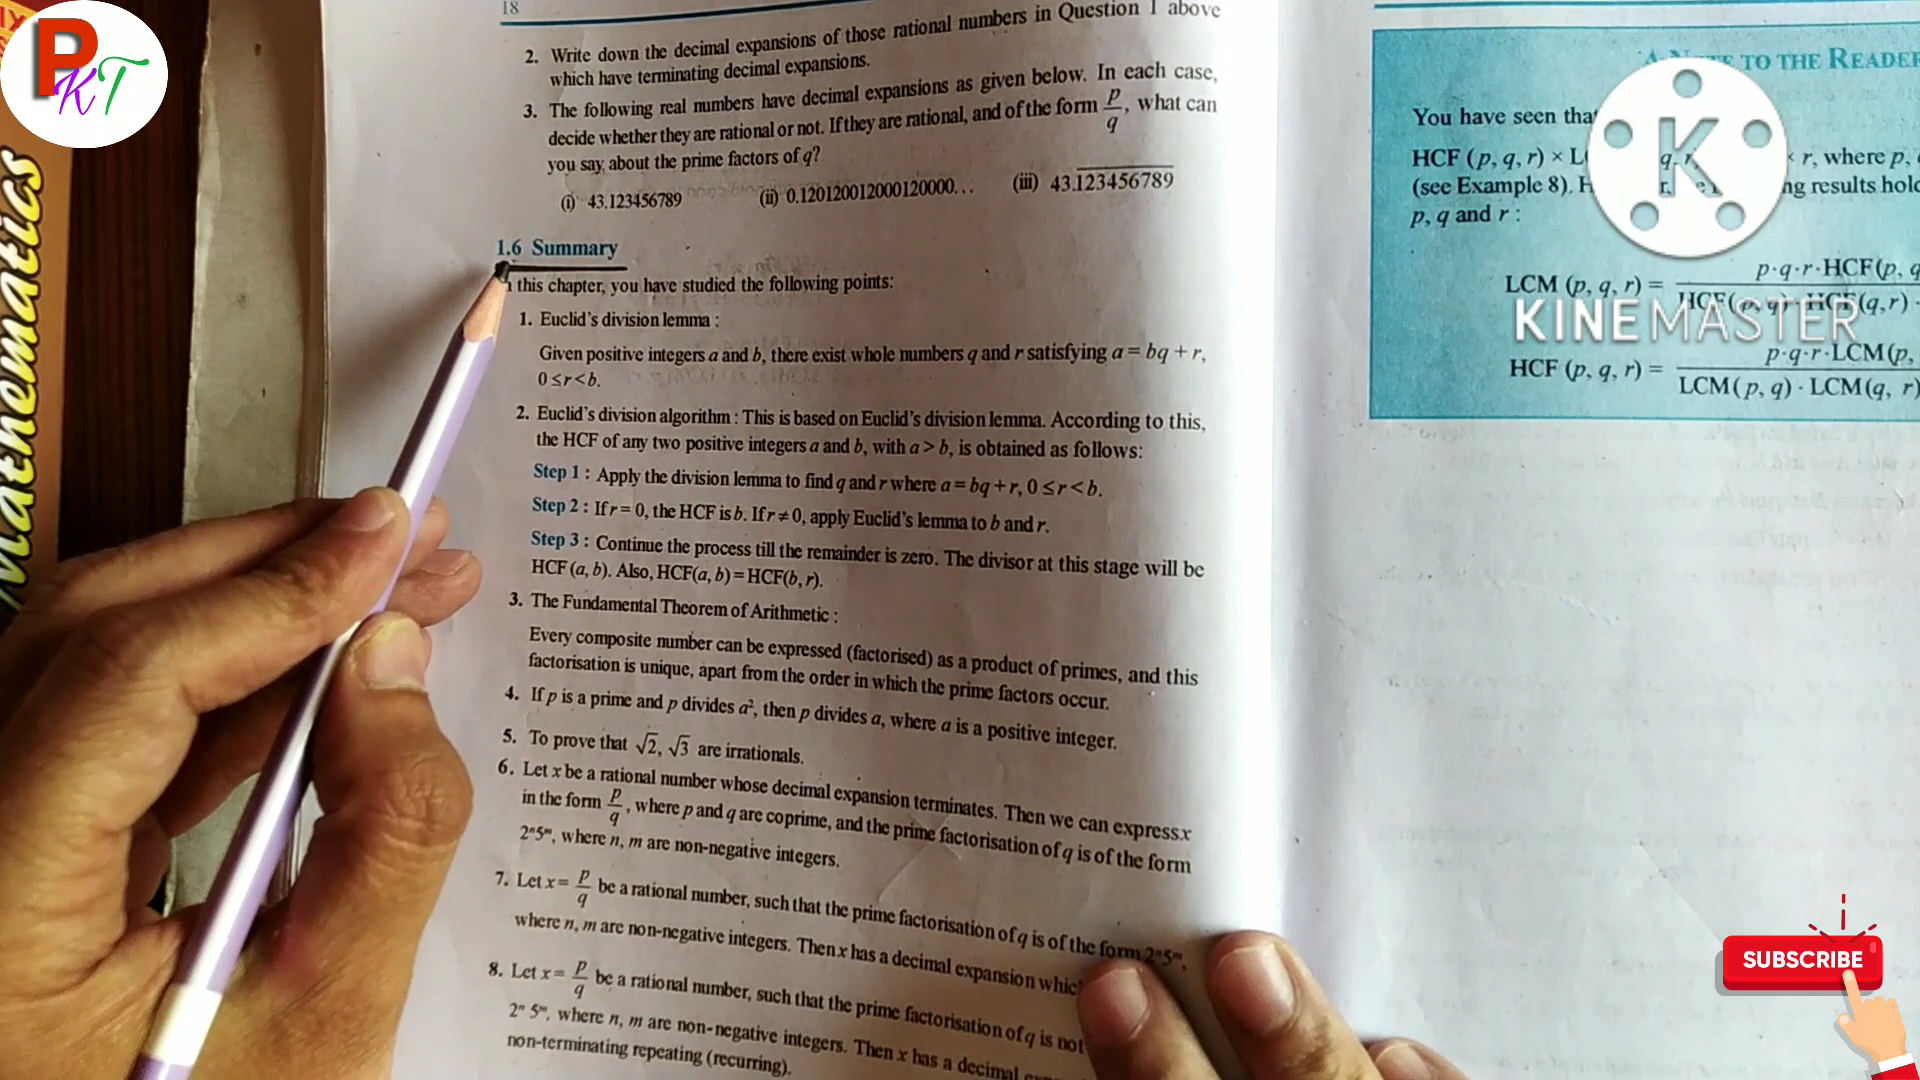 PKT
Mathematics
18
2. Write down the decimal expansions of those rational numbers in Question 1 above
which have terminating decimal expansions.
3. The following real numbers have decimal expansions as given below. In each case,
decide whether they are rational or not. If they are rational, and of the form p/q, what can
you say about the prime factors of q?
(i) 43.123456789 (ii) 0.120120012000120000... (iii) 43.1̅2̅3̅4̅5̅6̅7̅8̅9̅
1.6 Summary
this chapter, you have studied the following points:
1. Euclid's division lemma :
Given positive integers a and b, there exist whole numbers q and r satisfying a = bq + r,
0 ≤ r < b.
2. Euclid's division algorithm : This is based on Euclid's division lemma. According to this,
the HCF of any two positive integers a and b, with a > b, is obtained as follows:
Step 1 : Apply the division lemma to find q and r where a = bq + r, 0 ≤ r < b.
Step 2 : If r = 0, the HCF is b. If r ≠ 0, apply Euclid's lemma to b and r.
Step 3 : Continue the process till the remainder is zero. The divisor at this stage will be
HCF (a, b). Also, HCF(a, b) = HCF(b, r).
3. The Fundamental Theorem of Arithmetic :
Every composite number can be expressed (factorised) as a product of primes, and this
factorisation is unique, apart from the order in which the prime factors occur.
4. If p is a prime and p divides a², then p divides a, where a is a positive integer.
5. To prove that √2, √3 are irrationals.
6. Let x be a rational number whose decimal expansion terminates. Then we can express x
in the form p/q, where p and q are coprime, and the prime factorisation of q is of the form
2ⁿ5ᵐ, where n, m are non-negative integers.
7. Let x = p/q be a rational number, such that the prime factorisation of q is of the form 2ⁿ5ᵐ,
where n, m are non-negative integers. Then x has a decimal expansion
8. Let x = p/q be a rational number, such that the prime factorisation of q is not
2ⁿ 5ᵐ, where n, m are non-negative integers. Then x has a decimal
non-terminating repeating (recurring).
TO THE READER
You have seen
HCF (p, q, r) × r, where p,
(see Example 8). results hold
p, q and r :
LCM (p, q, r) = p·q·r·HCF(p, q / HCF(p, q)·HCF(q,r)
HCF (p, q, r) = p·q·r·LCM(p, / LCM(p, q)·LCM(q, r)
K
KINEMASTER
SUBSCRIBE